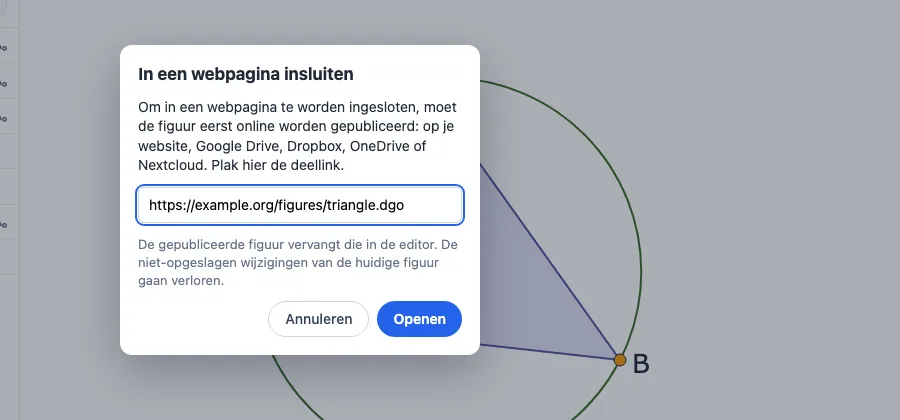 In een webpagina insluiten
Om in een webpagina te worden ingesloten, moet
de figuur eerst online worden gepubliceerd: op je
website, Google Drive, Dropbox, OneDrive of
Nextcloud. Plak hier de deellink.
https://example.org/figures/triangle.dgo
De gepubliceerde figuur vervangt die in de editor. De
niet-opgeslagen wijzigingen van de huidige figuur
gaan verloren.
Annuleren
Openen
B